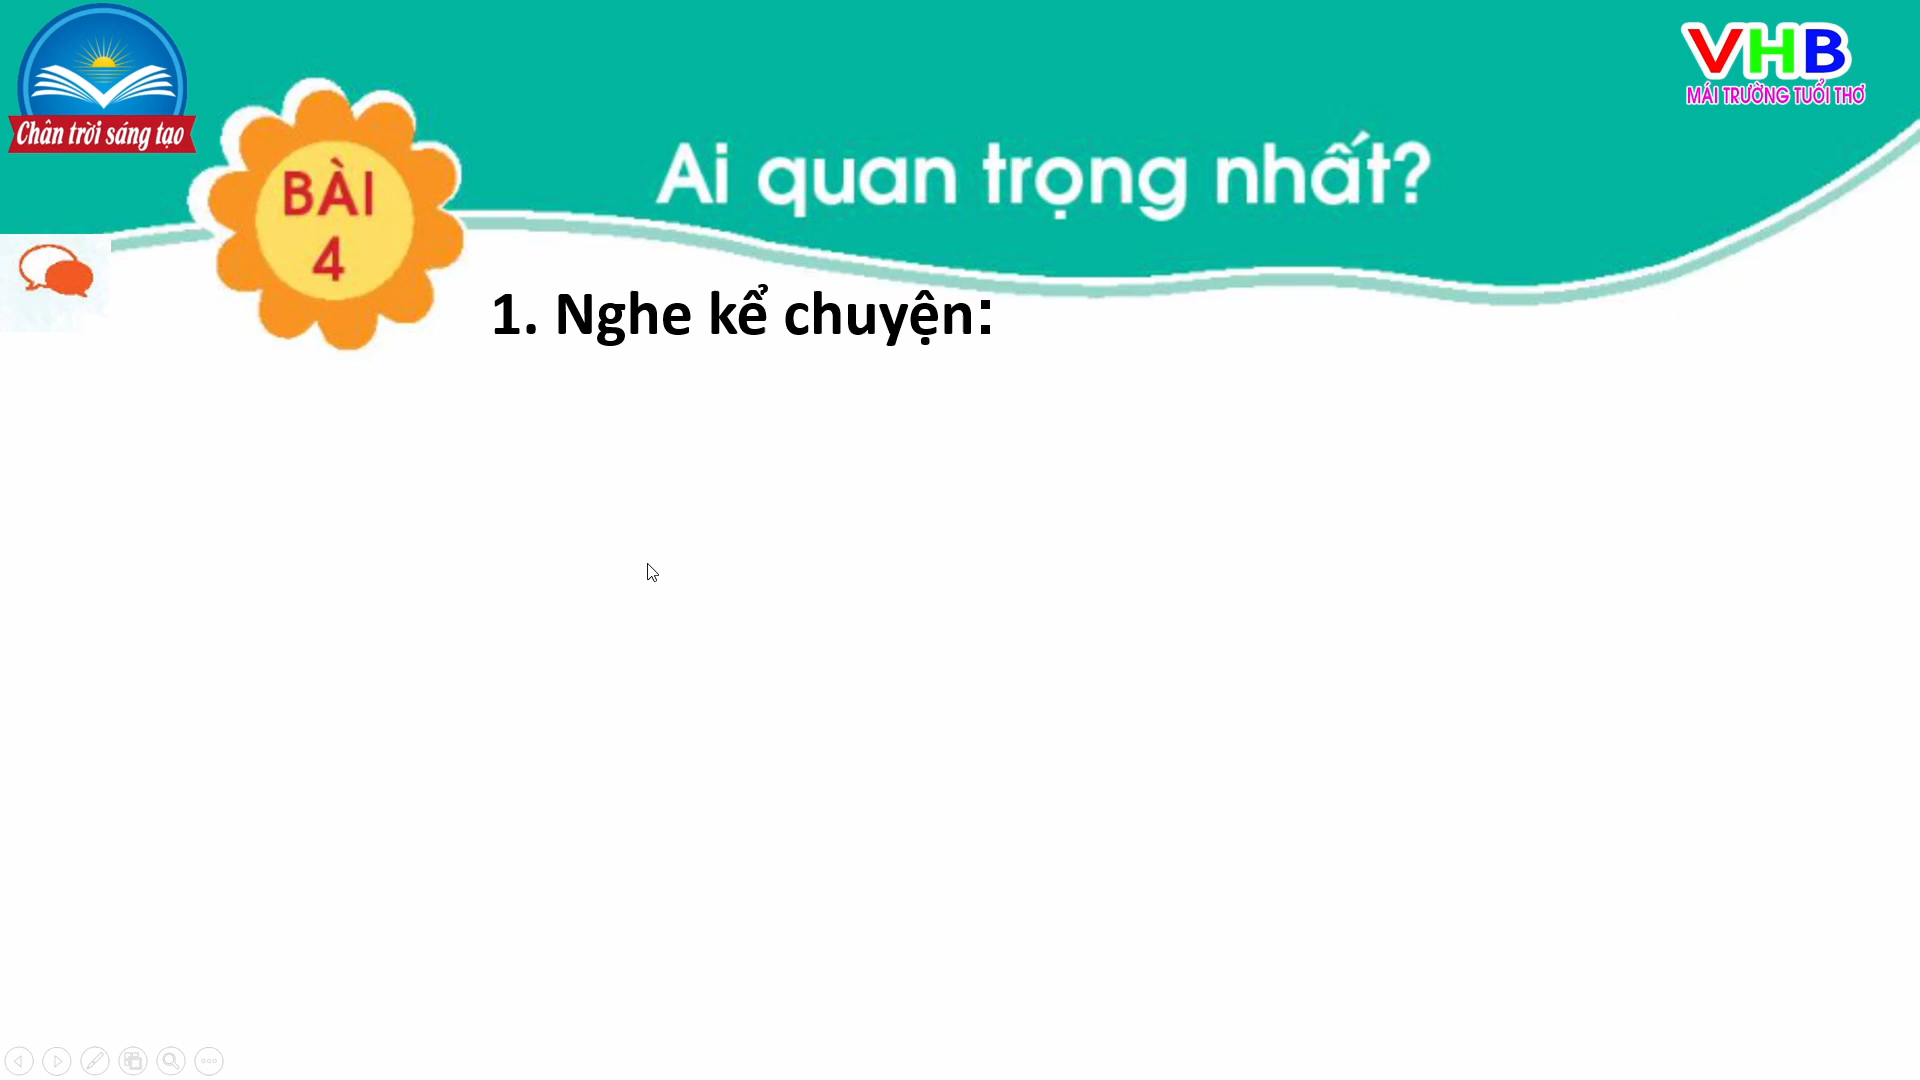 Chân trời sáng tạo
VHB
MÁI TRƯỜNG TUỔI THƠ
BÀI
4
Ai quan trọng nhất?
1. Nghe kể chuyện: